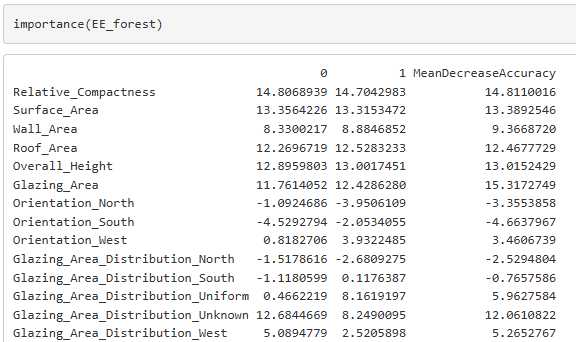 importance(EE_forest)
0 1 MeanDecreaseAccuracy
Relative_Compactness 14.8068939 14.7042983 14.8110016
Surface_Area 13.3564226 13.3153472 13.3892546
Wall_Area 8.3300217 8.8846852 9.3668720
Roof_Area 12.2696719 12.5283233 12.4677729
Overall_Height 12.8959803 13.0017451 13.0152429
Glazing_Area 11.7614052 12.4286280 15.3172749
Orientation_North -1.0924686 -3.9506109 -3.3553858
Orientation_South -4.5292794 -2.0534055 -4.6637967
Orientation_West 0.8182706 3.9322485 3.4606739
Glazing_Area_Distribution_North -1.5178616 -2.6809275 -2.5294804
Glazing_Area_Distribution_South -1.1180599 0.1176387 -0.7657586
Glazing_Area_Distribution_Uniform 0.4662219 8.1619197 5.9627584
Glazing_Area_Distribution_Unknown 12.6844669 8.2490095 12.0610822
Glazing_Area_Distribution_West 5.0894779 2.5205898 5.2652767